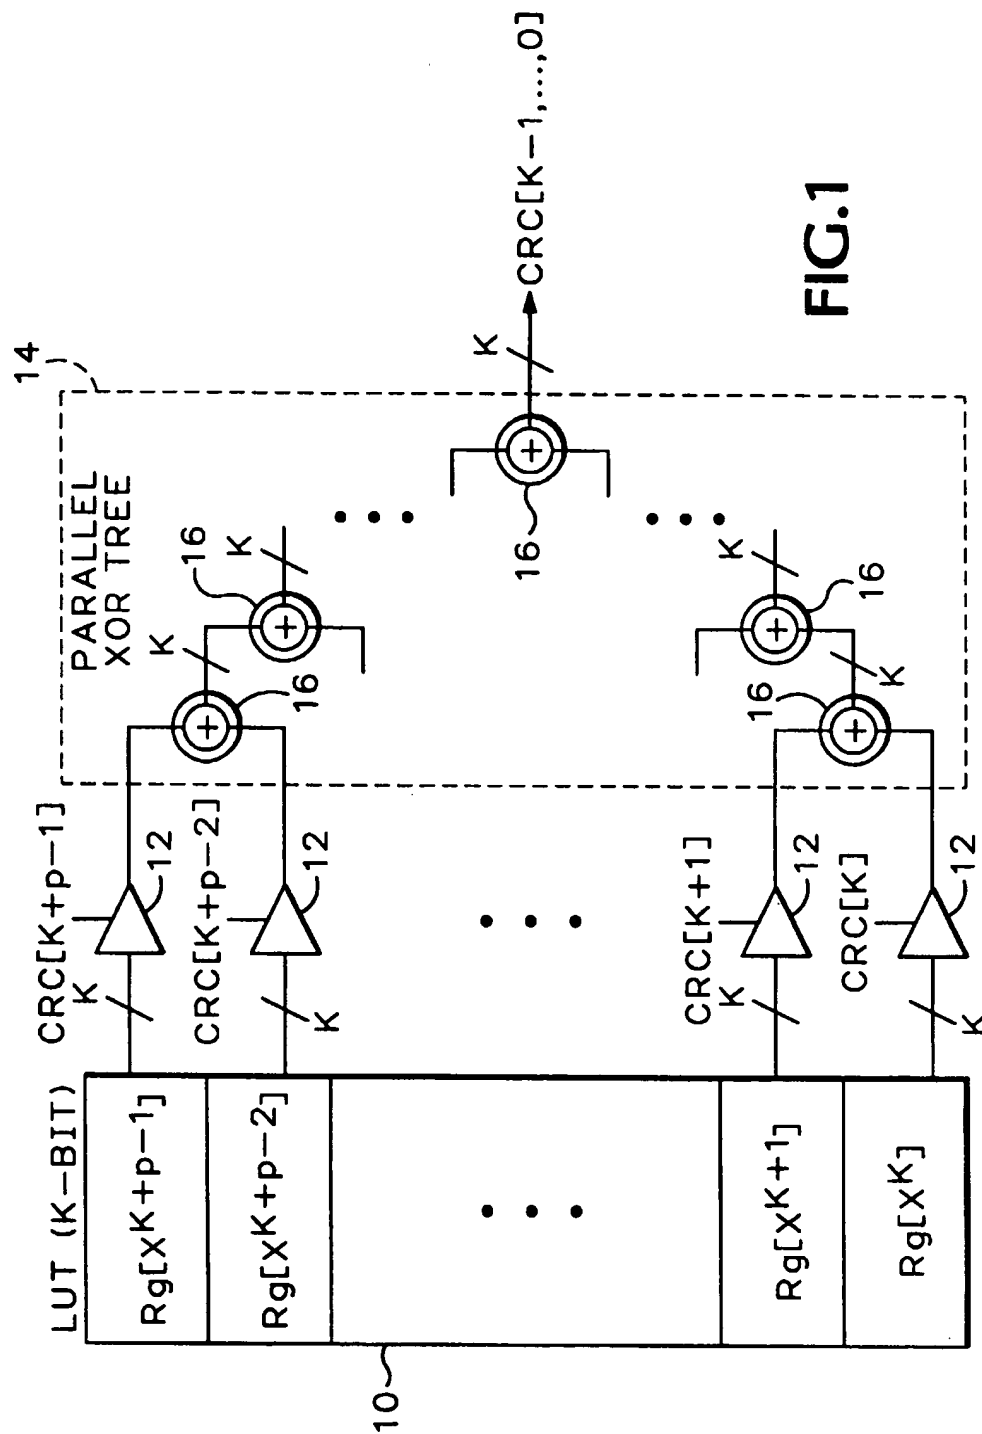 LUT (K-BIT)
Rg[X^K+p-1]
Rg[X^K+p-2]
Rg[X^K+1]
Rg[X^K]
10
CRC[K+p-1]
K
12
CRC[K+p-2]
K
12
CRC[K+1]
K
12
CRC[K]
K
12
14
PARALLEL
XOR TREE
16
K
16
K
16
K
16
K
16
K
CRC[K-1,...,0]
FIG.1